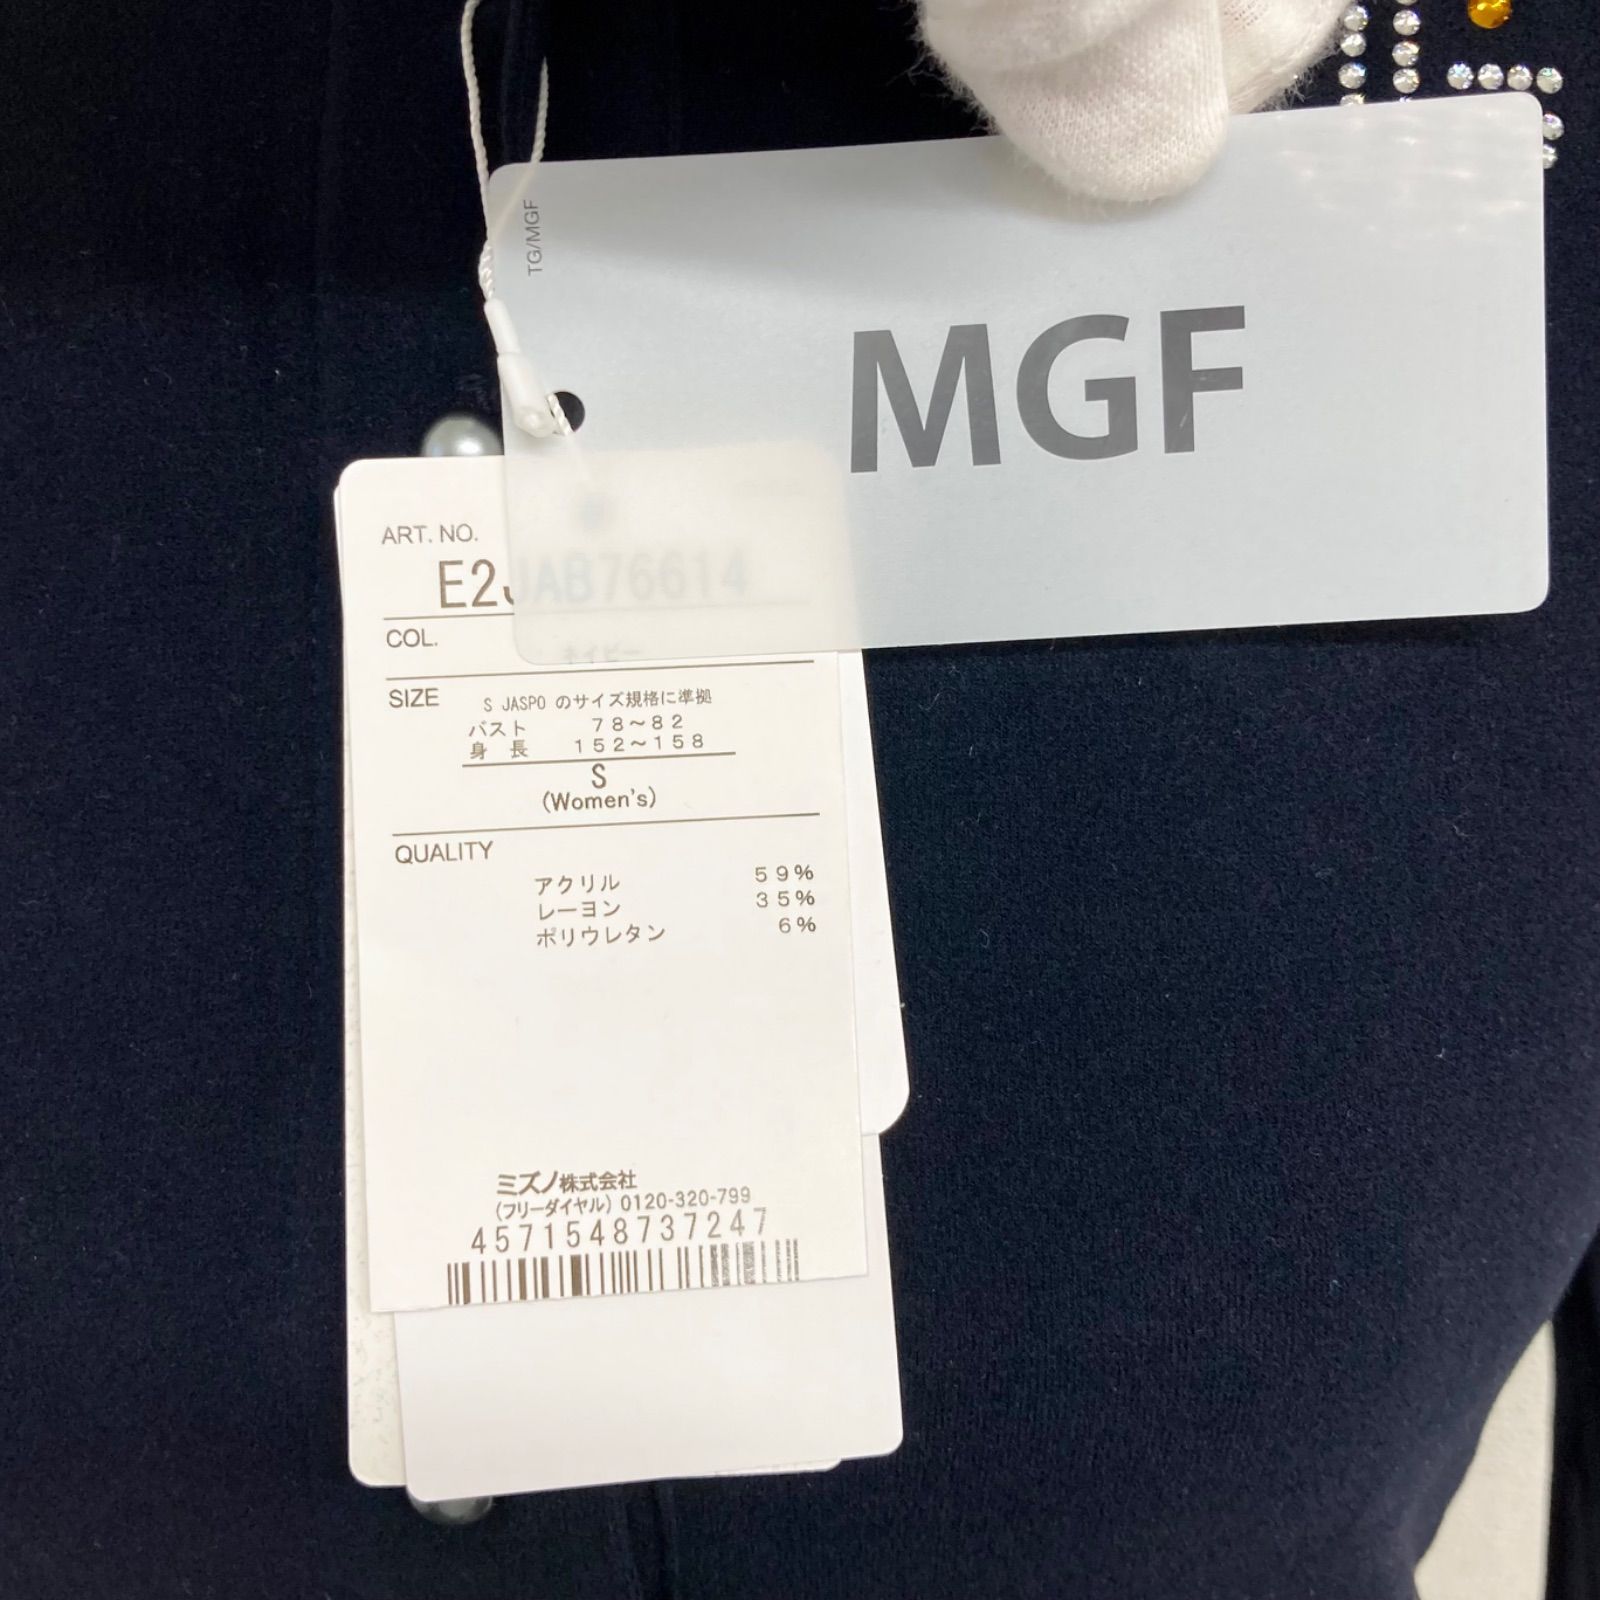 TG/MGF
MGF
ART. NO.
E2JAB76614
COL.
ネイビー
SIZE
S JASPO のサイズ規格に準拠
バスト 78～82
身 長 152～158
S
(Women's)
QUALITY
アクリル 59%
レーヨン 35%
ポリウレタン 6%
ミズノ株式会社
(フリーダイヤル) 0120-320-799
4571548737247